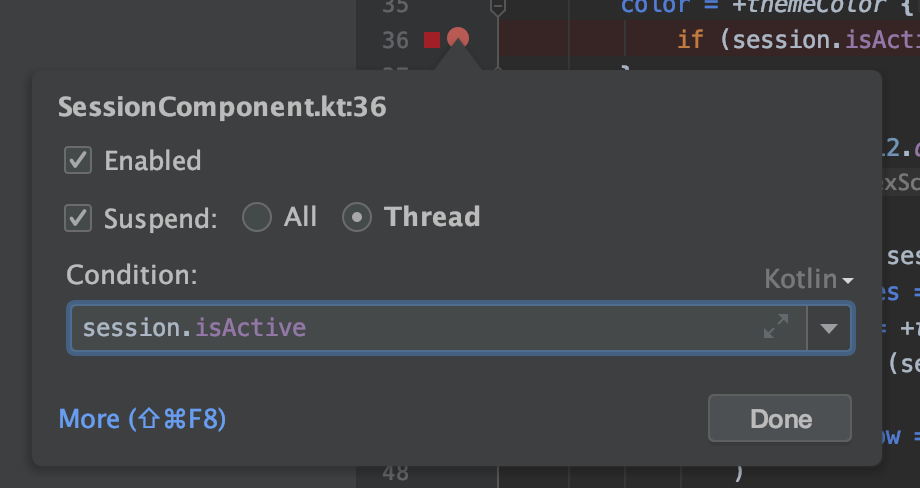 35 color = +themeColor {
36 if (session.isActi
SessionComponent.kt:36
Enabled
Suspend: All Thread
Condition: Kotlin
session.isActive
More (⇧⌘F8) Done
48 )